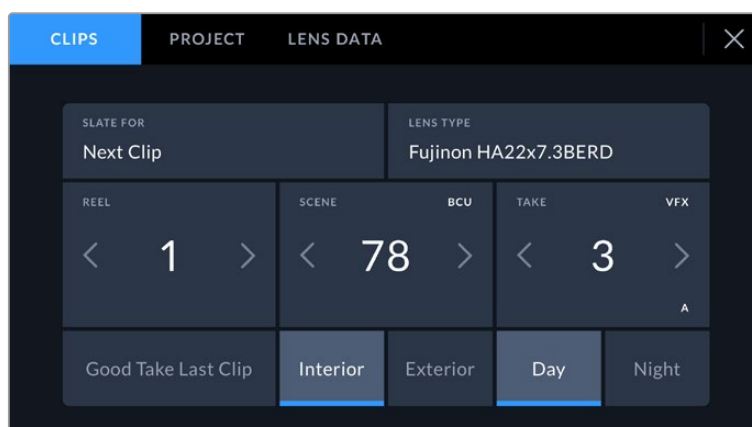 CLIPS PROJECT LENS DATA
SLATE FOR LENS TYPE
Next Clip Fujinon HA22x7.3BERD
REEL SCENE BCU TAKE VFX
1 78 3
A
Good Take Last Clip Interior Exterior Day Night